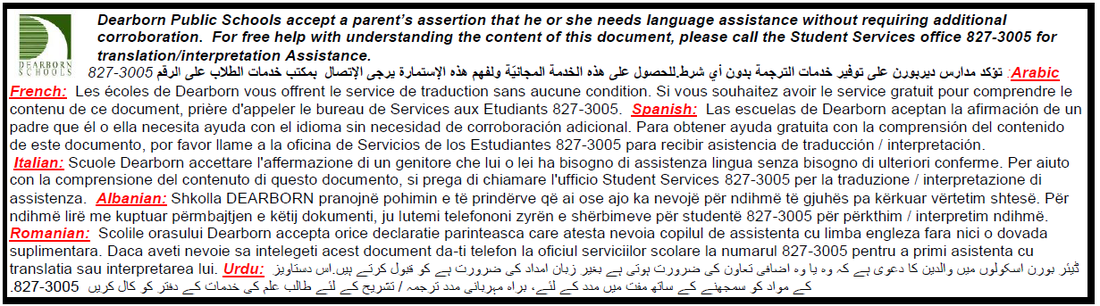 DEARBORN
SCHOOLS
Dearborn Public Schools accept a parent's assertion that he or she needs language assistance without requiring additional
corroboration. For free help with understanding the content of this document, please call the Student Services office 827-3005 for
translation/interpretation Assistance.
Arabic: تؤكد مدارس ديربورن على توفير خدمات الترجمة بدون أي شرط.للحصول على هذه الخدمة المجانيّة ولفهم هذه الإستمارة يرجى الإتصال بمكتب خدمات الطلاب على الرقم 827-3005
French: Les écoles de Dearborn vous offrent le service de traduction sans aucune condition. Si vous souhaitez avoir le service gratuit pour comprendre le
contenu de ce document, prière d'appeler le bureau de Services aux Etudiants 827-3005. Spanish: Las escuelas de Dearborn aceptan la afirmación de un
padre que él o ella necesita ayuda con el idioma sin necesidad de corroboración adicional. Para obtener ayuda gratuita con la comprensión del contenido
de este documento, por favor llame a la oficina de Servicios de los Estudiantes 827-3005 para recibir asistencia de traducción / interpretación.
Italian: Scuole Dearborn accettare l'affermazione di un genitore che lui o lei ha bisogno di assistenza lingua senza bisogno di ulteriori conferme. Per aiuto
con la comprensione del contenuto di questo documento, si prega di chiamare l'ufficio Student Services 827-3005 per la traduzione / interpretazione di
assistenza. Albanian: Shkolla DEARBORN pranojnë pohimin e të prindërve që ai ose ajo ka nevojë për ndihmë të gjuhës pa kërkuar vërtetim shtesë. Për
ndihmë lirë me kuptuar përmbajtjen e këtij dokumenti, ju lutemi telefononi zyrën e shërbimeve për studentë 827-3005 për përkthim / interpretim ndihmë.
Romanian: Scolile orasului Dearborn accepta orice declaratie parinteasca care atesta nevoia copilul de assistenta cu limba engleza fara nici o dovada
suplimentara. Daca aveti nevoie sa intelegeti acest document da-ti telefon la oficiul serviciilor scolare la numarul 827-3005 pentru a primi asistenta cu
translatia sau interpretarea lui. Urdu: ڈیئر بورن اسکولوں میں والدین کا دعوی ہے کہ وہ یا وہ اضافی تعاون کی ضرورت ہوتی ہے بغیر زبان امداد کی ضرورت ہے کو قبول کرتے ہیں.اس دستاویز
کے مواد کو سمجھنے کے ساتھ مفت میں مدد کے لئے، براہ مہربانی مدد ترجمہ / تشریح کے لئے طالب علم کی خدمات کے دفتر کو کال کریں 827-3005.